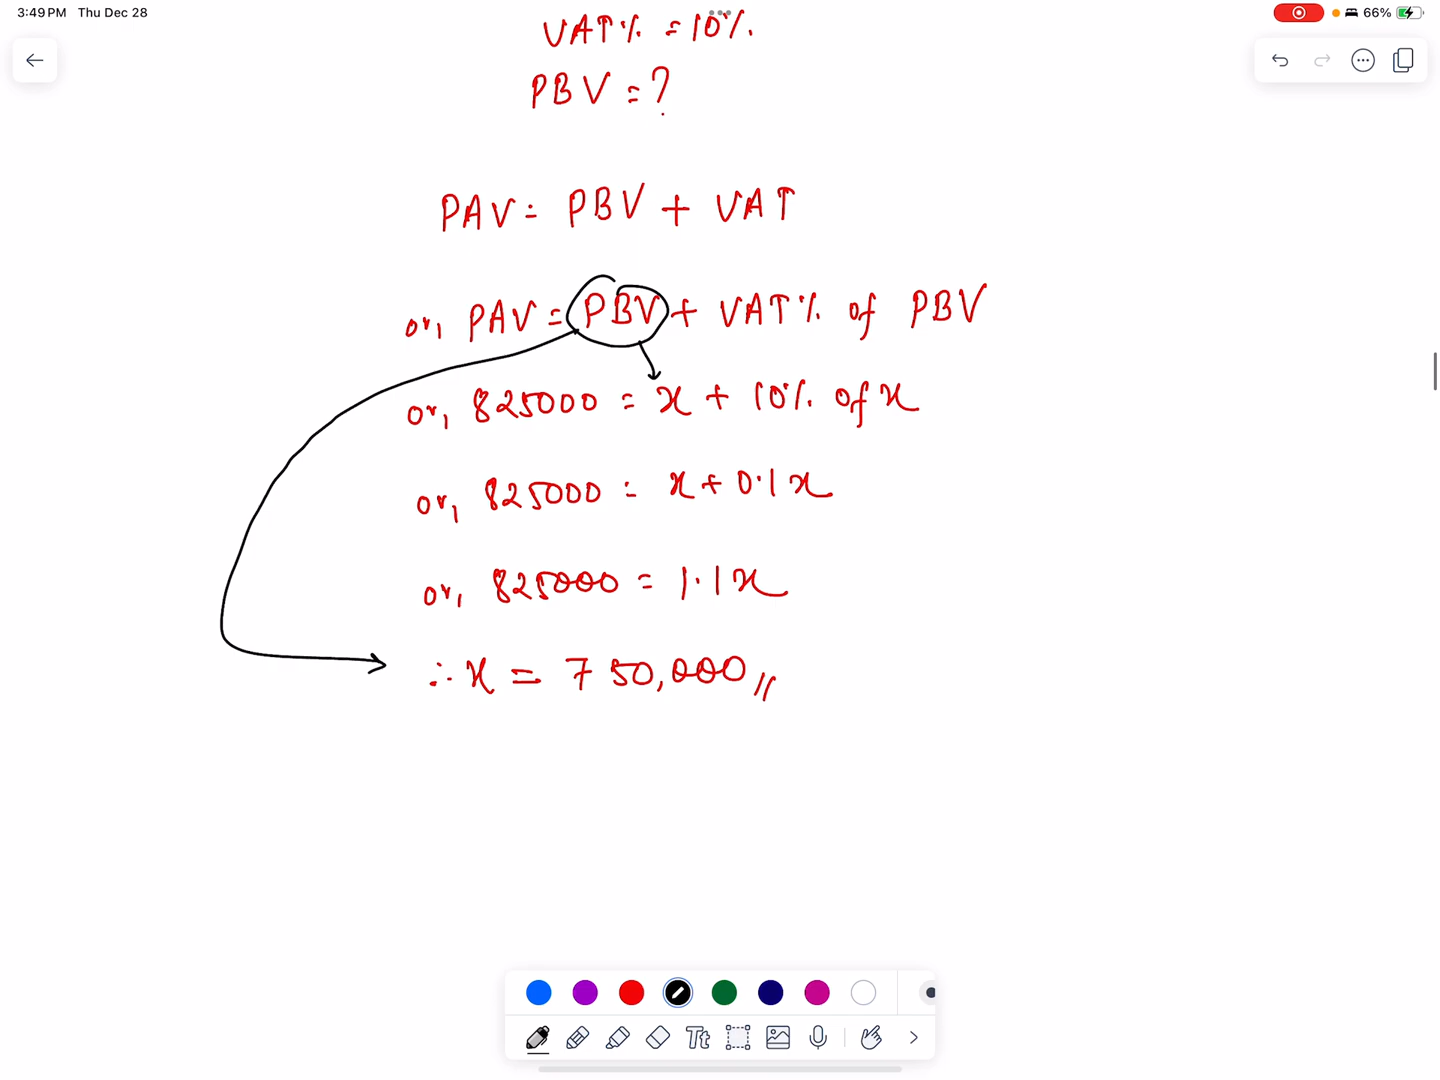 3:49 PM Thu Dec 28
66%
VAT% = 10%.
PBV = ?
PAV = PBV + VAT
or, PAV = PBV + VAT% of PBV
or, 825000 = x + 10% of x
or, 825000 = x + 0.1x
or, 825000 = 1.1x
∴ x = 750,000 //
Tt